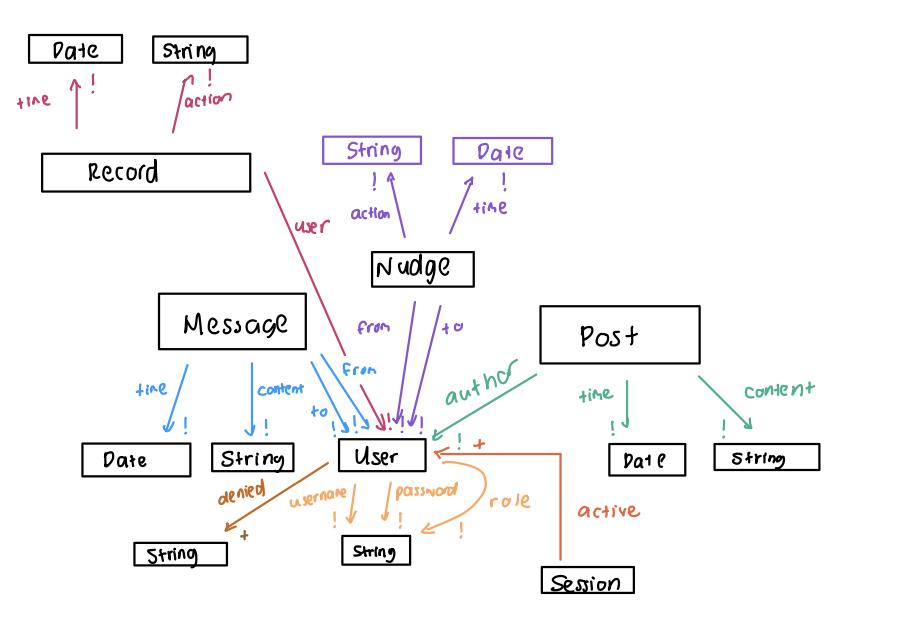 Date
String
time
!
!
action
Record
user
String
Date
!
!
action
time
Nudge
from
to
Message
Post
time
content
from
to
author
time
content
!
!
!
!
!
!
!
!
!
!
+
Date
String
User
Date
String
denied
username
password
role
active
!
!
!
+
String
String
Session